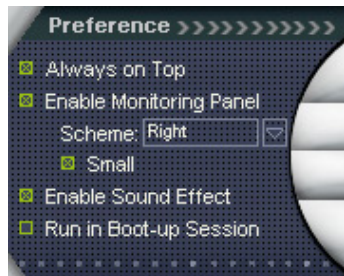 Preference
Always on Top
Enable Monitoring Panel
Scheme: Right
Small
Enable Sound Effect
Run in Boot-up Session